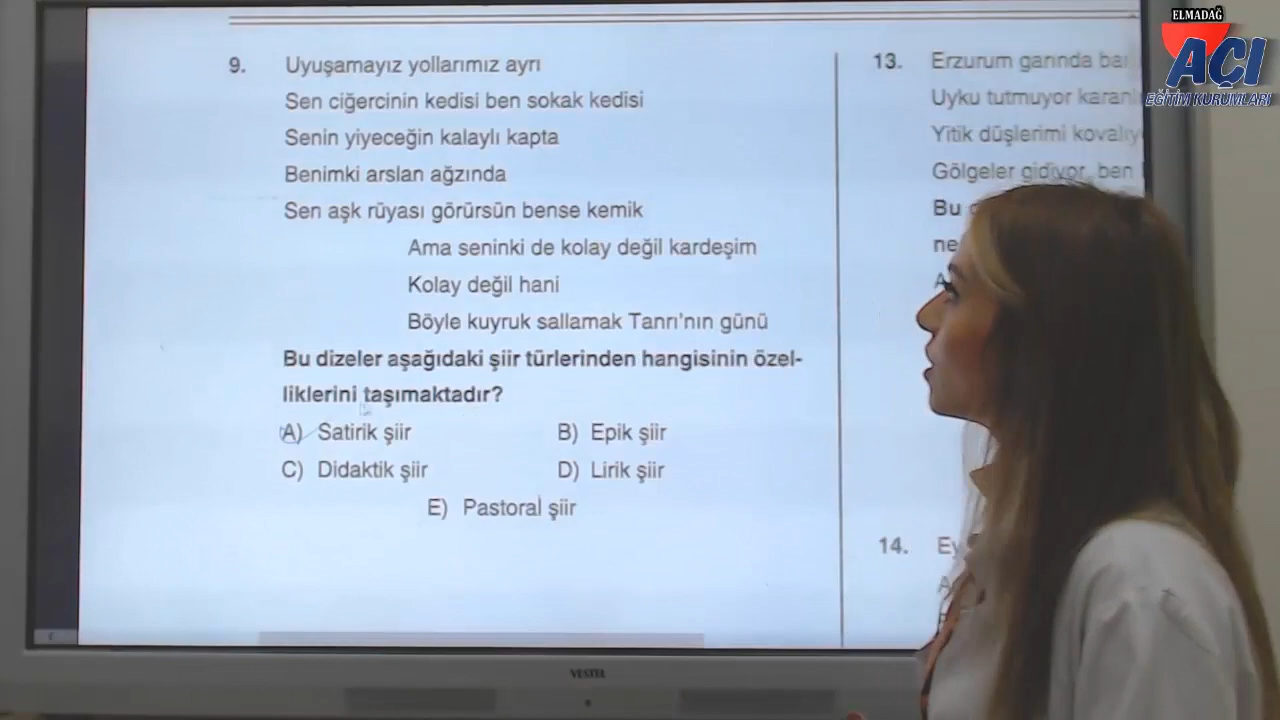 ELMADAĞ
AÇI
EĞİTİM KURUMLARI
9. Uyuşamayız yollarımız ayrı
Sen ciğercinin kedisi ben sokak kedisi
Senin yiyeceğin kalaylı kapta
Benimki arslan ağzında
Sen aşk rüyası görürsün bense kemik
Ama seninki de kolay değil kardeşim
Kolay değil hani
Böyle kuyruk sallamak Tanrı'nın günü
Bu dizeler aşağıdaki şiir türlerinden hangisinin özel-
liklerini taşımaktadır?
A) Satirik şiir
B) Epik şiir
C) Didaktik şiir
D) Lirik şiir
E) Pastoral şiir
13. Erzurum garında
Uyku tutmuyor
Yitik düşlerimi
Gölgeler gidiyor, ben
Bu
14.
VESTEL